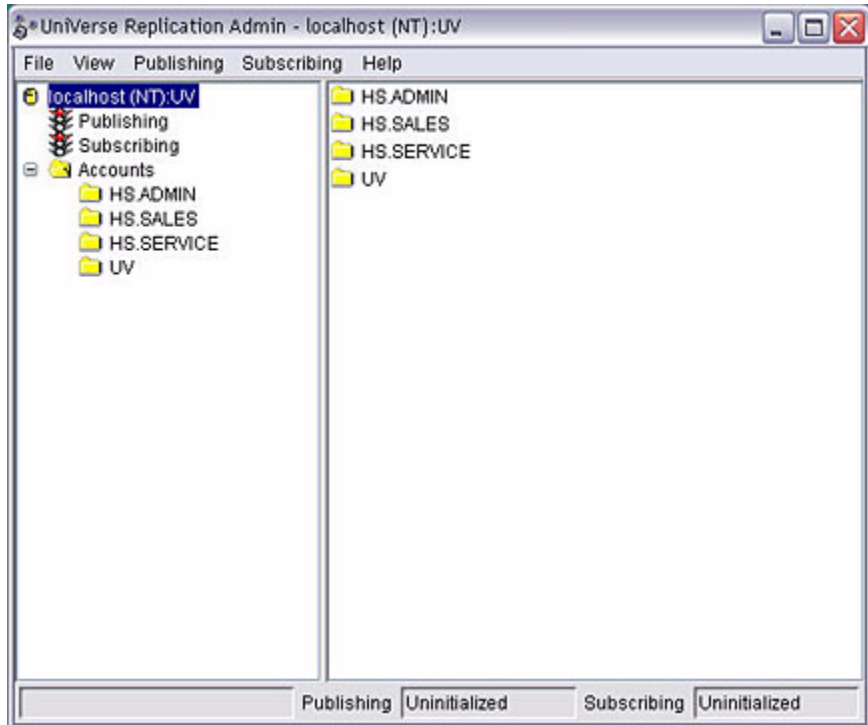 UniVerse Replication Admin - localhost (NT):UV
File View Publishing Subscribing Help
localhost (NT):UV
Publishing
Subscribing
Accounts
HS.ADMIN
HS.SALES
HS.SERVICE
UV
HS.ADMIN
HS.SALES
HS.SERVICE
UV
Publishing Uninitialized Subscribing Uninitialized